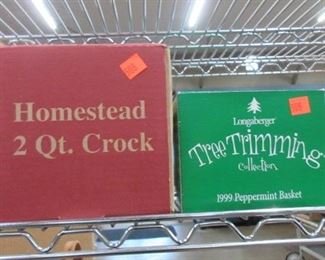 Homestead
2 Qt. Crock
Longaberger
Tree Trimming
Collection
1999 Peppermint Basket